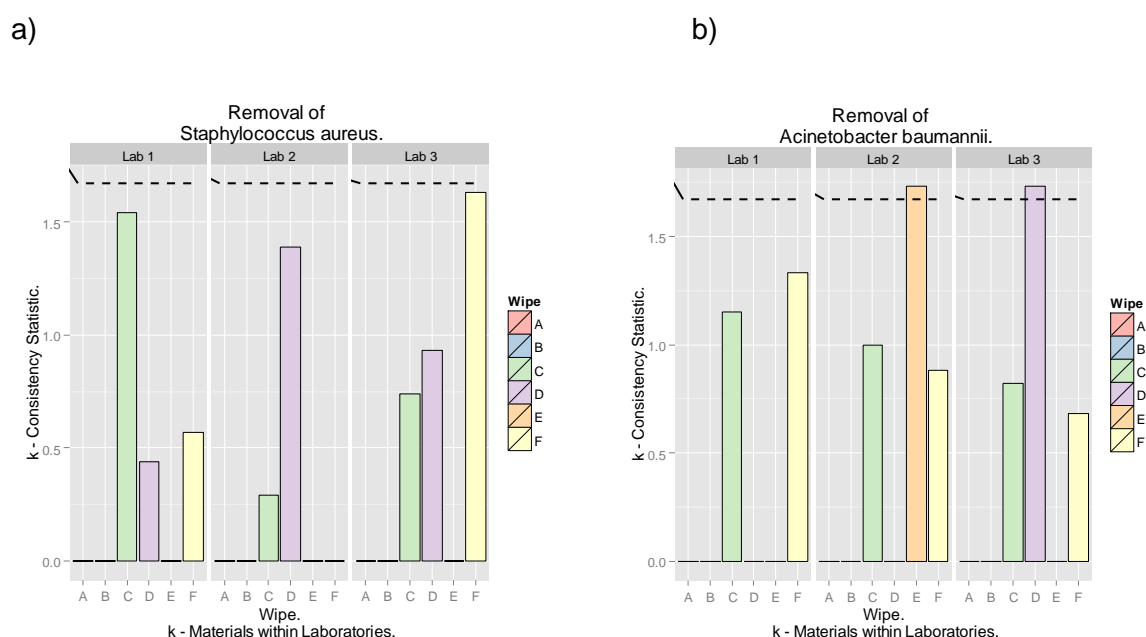 a)
Removal of
Staphylococcus aureus.
Lab 1 Lab 2 Lab 3
1.5
1.0
0.5
0.0
k - Consistency Statistic.
A B C D E F A B C D E F A B C D E F
Wipe.
k - Materials within Laboratories.
Wipe
A
B
C
D
E
F
b)
Removal of
Acinetobacter baumannii.
Lab 1 Lab 2 Lab 3
1.5
1.0
0.5
0.0
k - Consistency Statistic.
A B C D E F A B C D E F A B C D E F
Wipe.
k - Materials within Laboratories.
Wipe
A
B
C
D
E
F